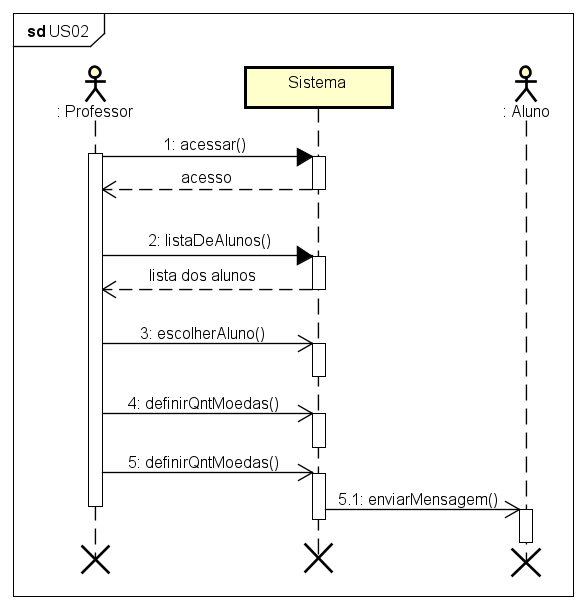 sd US02
: Professor
Sistema
: Aluno
1: acessar()
acesso
2: listaDeAlunos()
lista dos alunos
3: escolherAluno()
4: definirQntMoedas()
5: definirQntMoedas()
5.1: enviarMensagem()